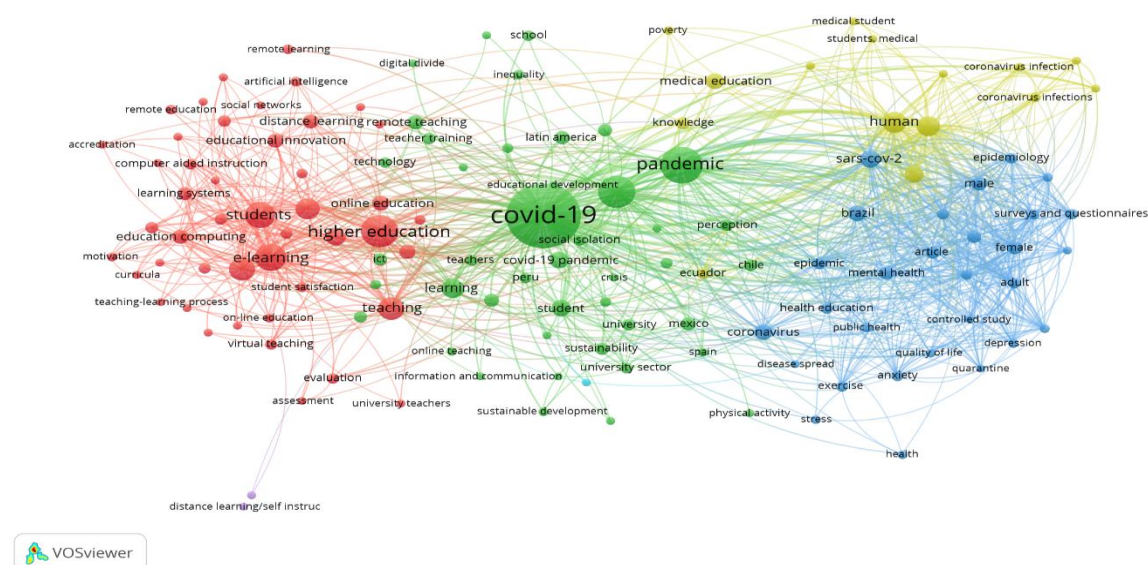 medical student
poverty
school
students, medical
remote learning
digital divide
coronavirus infection
inequality
medical education
artificial intelligence
coronavirus infections
social networks
remote education
distance learning
remote teaching
knowledge
human
educational innovation
teacher training
latin america
accreditation
technology
pandemic
sars-cov-2
epidemiology
computer aided instruction
educational development
male
learning systems
online education
students
covid-19
brazil
surveys and questionnaires
perception
higher education
education computing
social isolation
article
female
motivation
e-learning
ict
teachers
covid-19 pandemic
chile
epidemic
curricula
ecuador
mental health
peru
crisis
adult
student satisfaction
learning
teaching-learning process
teaching
student
health education
on-line education
university
mexico
controlled study
coronavirus
public health
virtual teaching
sustainability
depression
online teaching
spain
quality of life
disease spread
university sector
quarantine
evaluation
information and communication
anxiety
exercise
assessment
university teachers
sustainable development
physical activity
stress
health
distance learning/self instruc
VOSviewer